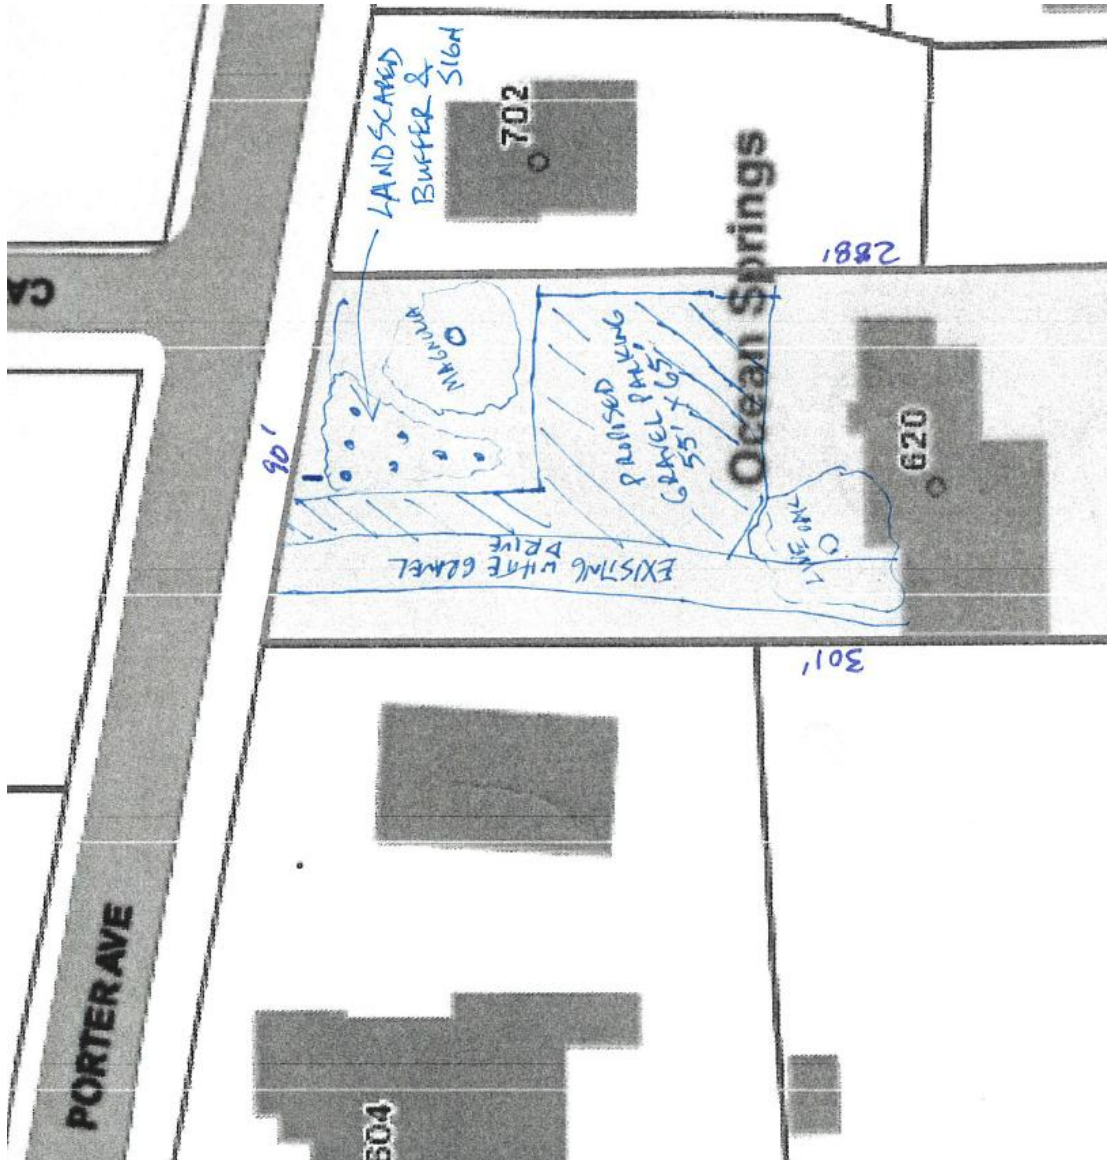 LANDSCAPED
BUFFER &
SIGN
702
Ocean Springs
288'
CA
MAGNOLIA
90'
PROPOSED
GRAVEL PARKING
55' x 65'
620
LIVE OAK
EXISTING WHITE GRAVEL
DRIVE
301'
PORTER AVE
604